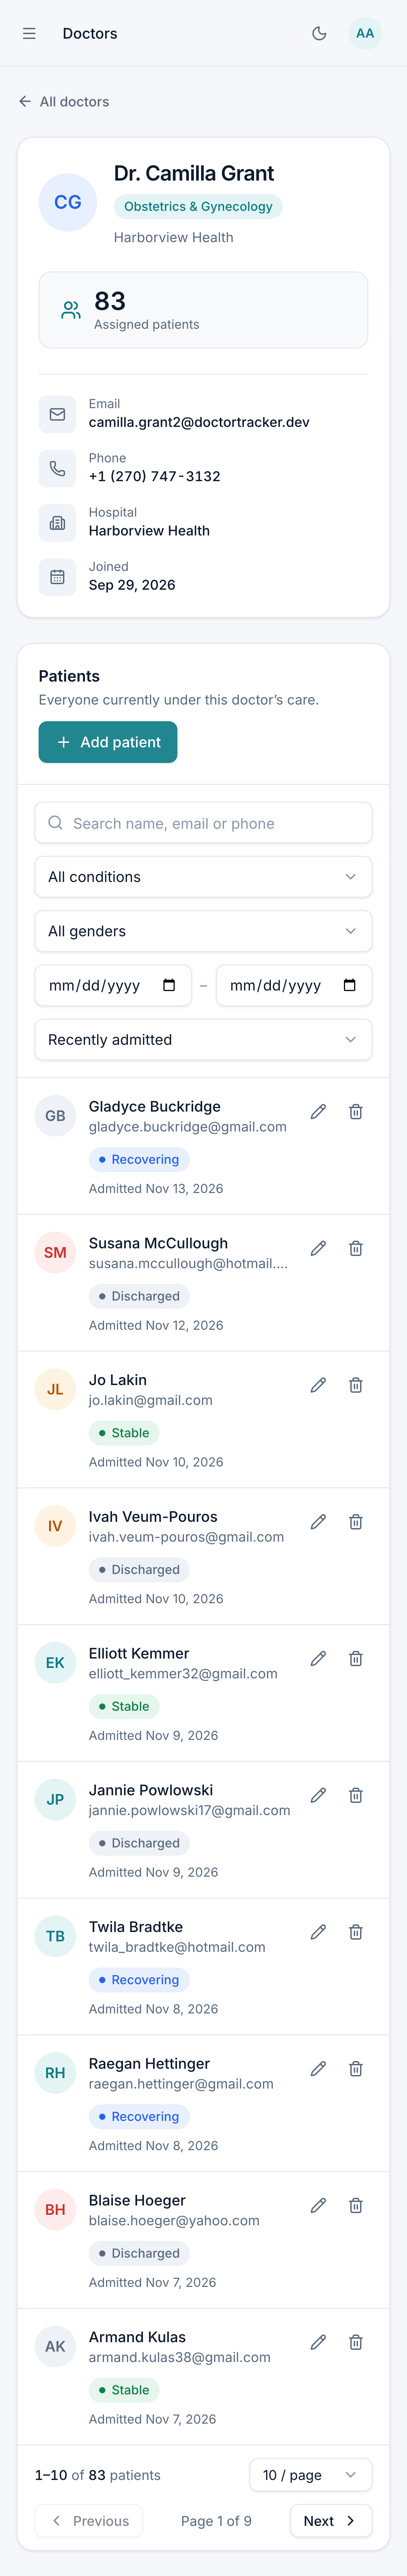 Doctors
AA
All doctors
CG
Dr. Camilla Grant
Obstetrics & Gynecology
Harborview Health
83
Assigned patients
Email
camilla.grant2@doctortracker.dev
Phone
+1 (270) 747-3132
Hospital
Harborview Health
Joined
Sep 29, 2026
Patients
Everyone currently under this doctor’s care.
Add patient
Search name, email or phone
All conditions
All genders
mm/dd/yyyy – mm/dd/yyyy
Recently admitted
GB
Gladyce Buckridge
gladyce.buckridge@gmail.com
Recovering
Admitted Nov 13, 2026
SM
Susana McCullough
susana.mccullough@hotmail....
Discharged
Admitted Nov 12, 2026
JL
Jo Lakin
jo.lakin@gmail.com
Stable
Admitted Nov 10, 2026
IV
Ivah Veum-Pouros
ivah.veum-pouros@gmail.com
Discharged
Admitted Nov 10, 2026
EK
Elliott Kemmer
elliott_kemmer32@gmail.com
Stable
Admitted Nov 9, 2026
JP
Jannie Powlowski
jannie.powlowski17@gmail.com
Discharged
Admitted Nov 9, 2026
TB
Twila Bradtke
twila_bradtke@hotmail.com
Recovering
Admitted Nov 8, 2026
RH
Raegan Hettinger
raegan.hettinger@gmail.com
Recovering
Admitted Nov 8, 2026
BH
Blaise Hoeger
blaise.hoeger@yahoo.com
Discharged
Admitted Nov 7, 2026
AK
Armand Kulas
armand.kulas38@gmail.com
Stable
Admitted Nov 7, 2026
1–10 of 83 patients
10 / page
Previous
Page 1 of 9
Next